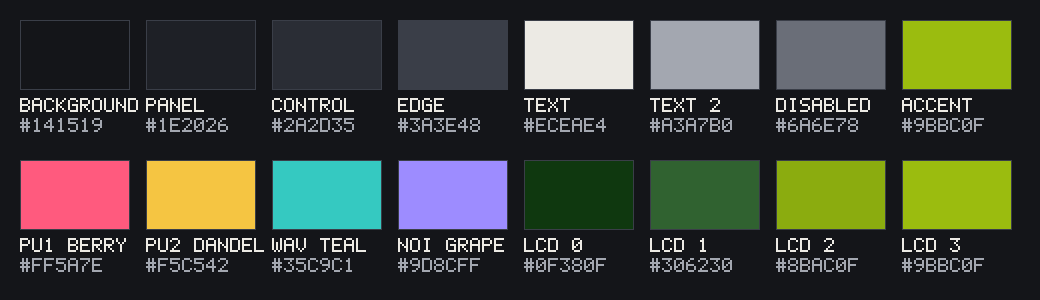 BACKGROUND PANEL CONTROL EDGE TEXT TEXT 2 DISABLED ACCENT
#141519 #1E2026 #2A2D35 #3A3E48 #ECEAE4 #A3A7B0 #6A6E78 #9BBC0F
PU1 BERRY PU2 DANDEL WAV TEAL NOI GRAPE LCD 0 LCD 1 LCD 2 LCD 3
#FF5A7E #F5C542 #35C9C1 #9D8CFF #0F380F #306230 #8BAC0F #9BBC0F